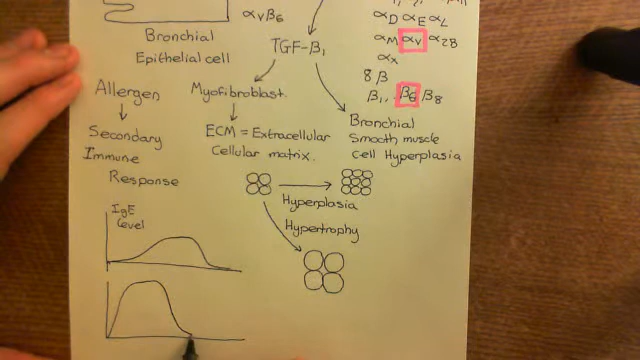 αvβ6
Bronchial
Epithelial cell
TGF-β1
αD αE αL
αM αv α2B
αx
8β
β1,.. β6 β8
Allergen
Secondary
Immune
Response
Myofibroblast
ECM = Extracellular
Cellular matrix.
Bronchial
Smooth muscle
cell Hyperplasia
Hyperplasia
Hypertrophy
IgE
Level